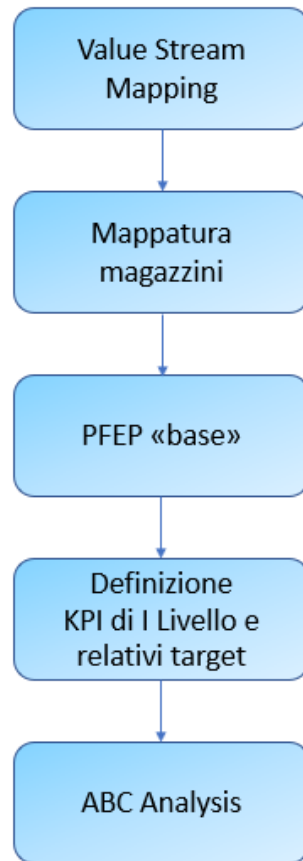 Value Stream
Mapping
Mappatura
magazzini
PFEP «base»
Definizione
KPI di I Livello e
relativi target
ABC Analysis